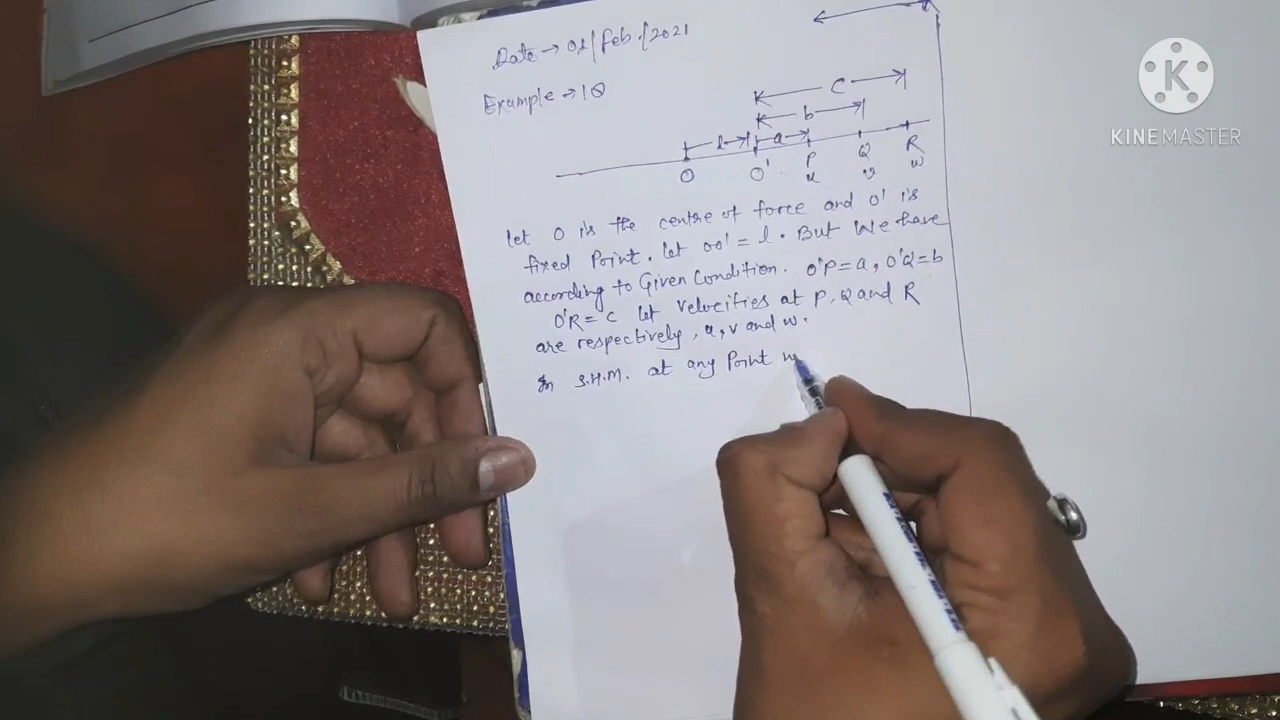 Date → 01/Feb./2021
Example → 10
C
b
l a
O O' P Q R
u v w
let O is the centre of force and O' is
fixed Point. let OO' = l. But We have
according to Given Condition. O'P=a, O'Q=b
O'R=c let velocities at P, Q and R
are respectively, u, v and w.
In S.H.M. at any Point w
K
KINEMASTER